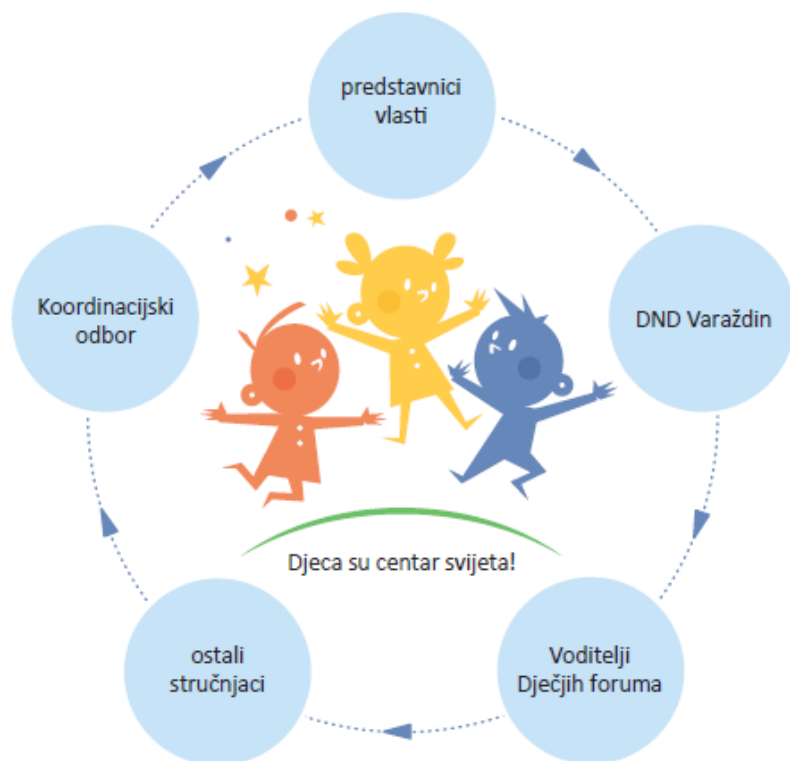 predstavnici
vlasti
Koordinacijski
odbor
DND Varaždin
Djeca su centar svijeta!
ostali
stručnjaci
Voditelji
Dječjih foruma